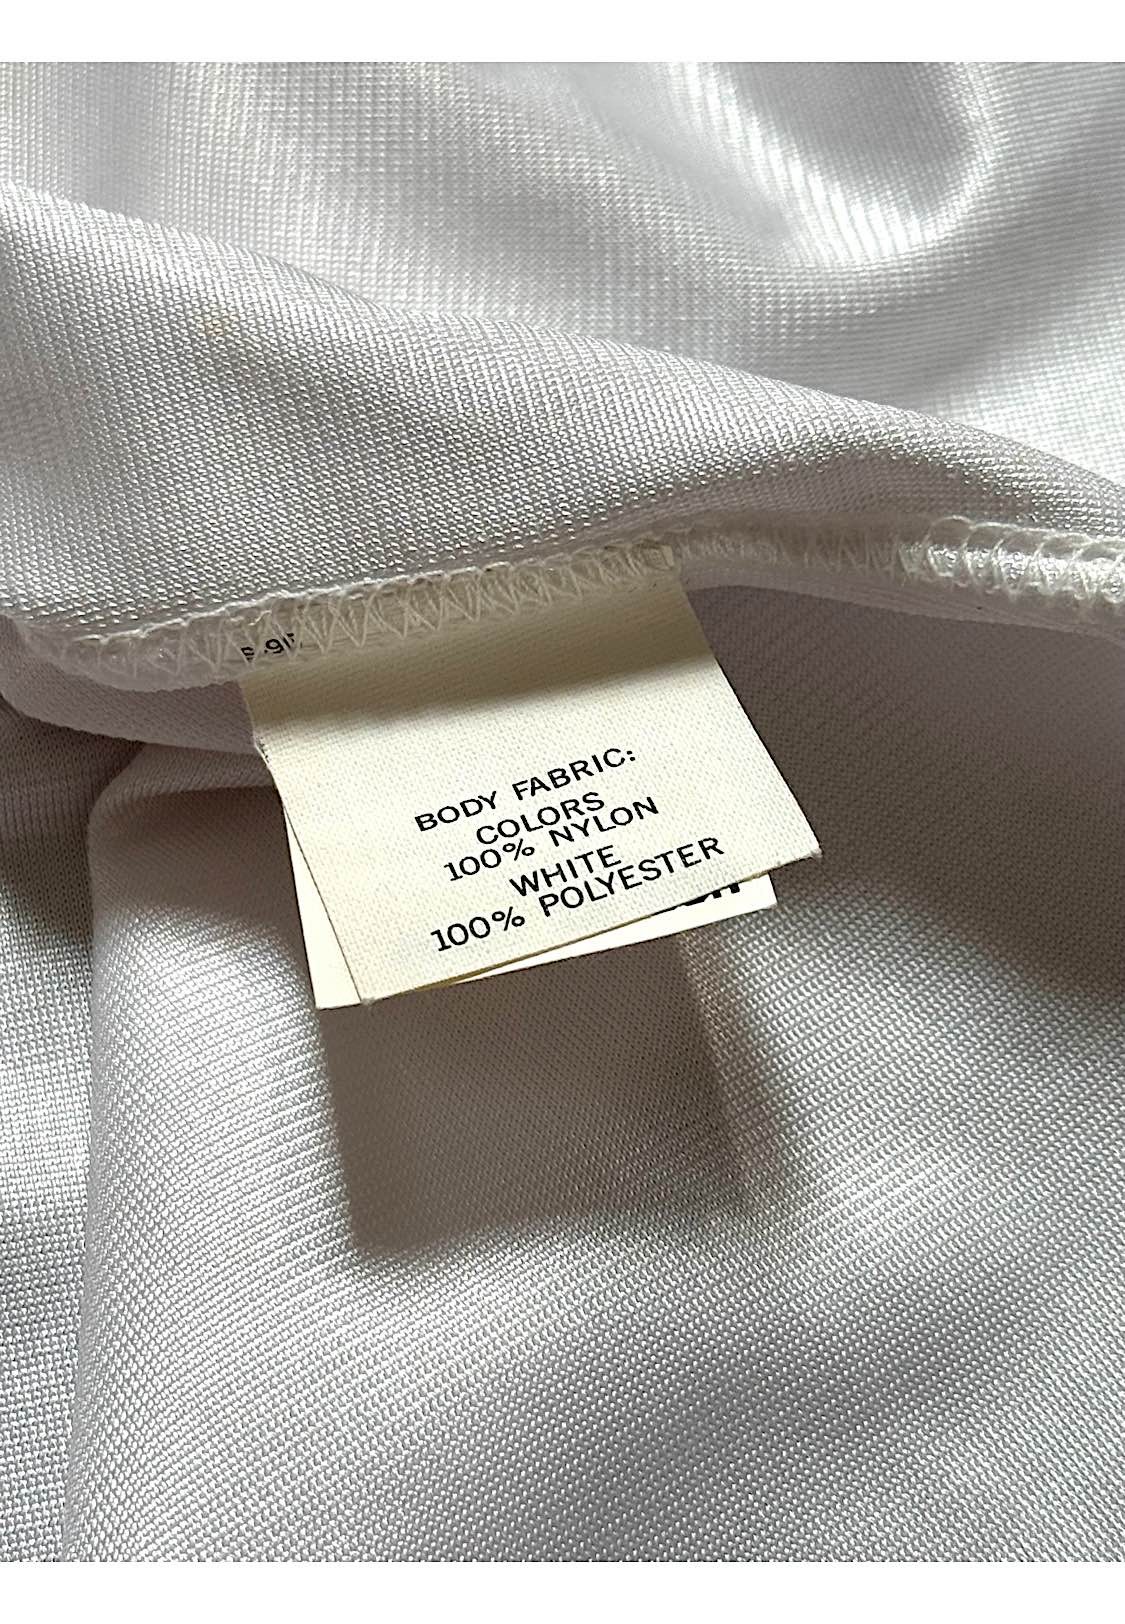 BODY FABRIC:
COLORS
100% NYLON
WHITE
100% POLYESTER